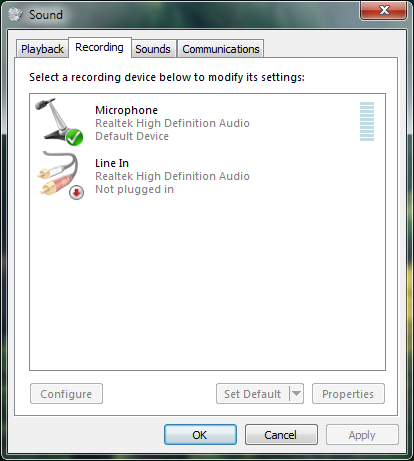 Sound
Playback Recording Sounds Communications
Select a recording device below to modify its settings:
Microphone
Realtek High Definition Audio
Default Device
Line In
Realtek High Definition Audio
Not plugged in
Configure Set Default Properties
OK Cancel Apply